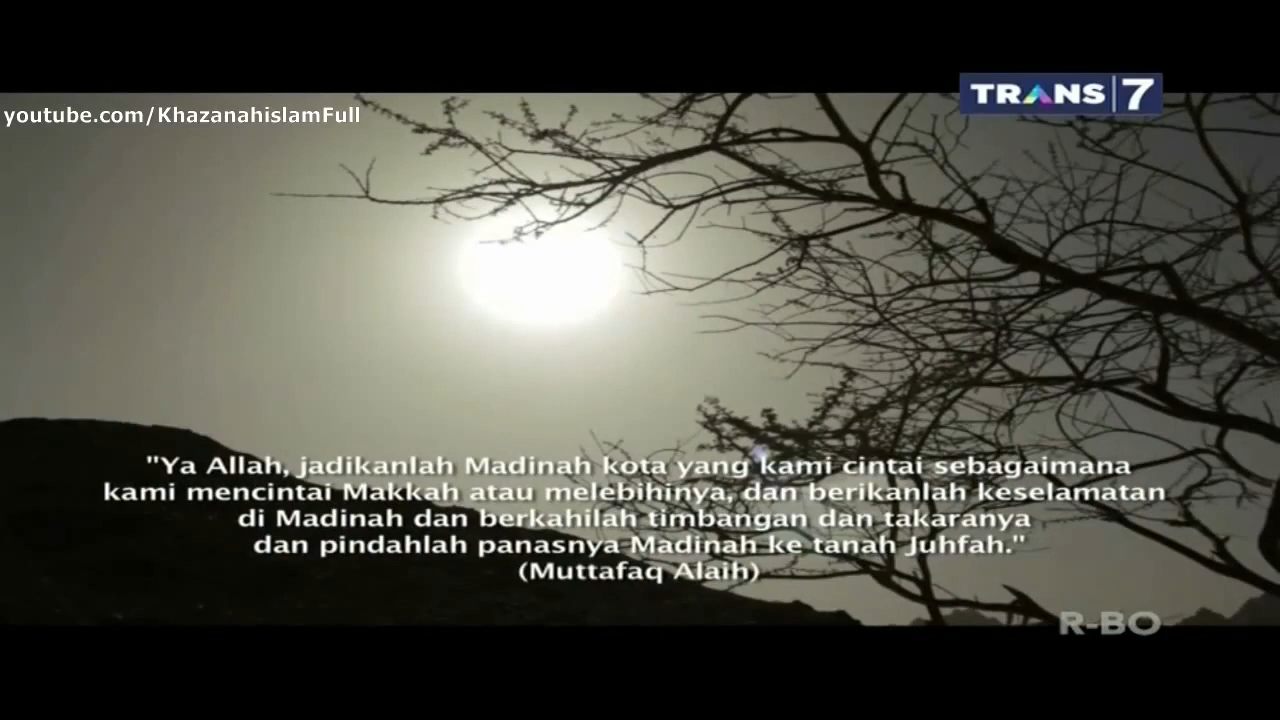 TRANS 7
youtube.com/KhazanahislamFull
"Ya Allah, jadikanlah Madinah kota yang kami cintai sebagaimana
kami mencintai Makkah atau melebihinya, dan berikanlah keselamatan
di Madinah dan berkahilah timbangan dan takaranya
dan pindahlah panasnya Madinah ke tanah Juhfah."
(Muttafaq Alaih)
R-BO